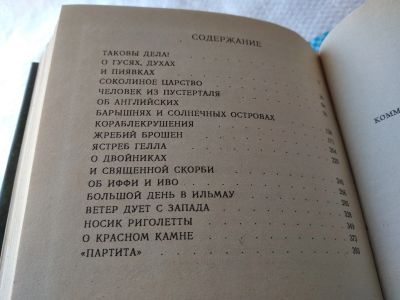 СОДЕРЖАНИЕ
ТАКОВЫ ДЕЛА!
О ГУСЯХ, ДУХАХ
И ПИЯВКАХ
СОКОЛИНОЕ ЦАРСТВО
ЧЕЛОВЕК ИЗ ПУСТЕРТАЛЯ
ОБ АНГЛИЙСКИХ
БАРЫШНЯХ И СОЛНЕЧНЫХ ОСТРОВАХ
КОРАБЛЕКРУШЕНИЯ
ЖРЕБИЙ БРОШЕН
ЯСТРЕБ ГЕЛЛА
О ДВОЙНИКАХ
И СВЯЩЕННОЙ СКОРБИ
ОБ ИФФИ И ИВО
БОЛЬШОЙ ДЕНЬ В ИЛЬМАУ
ВЕТЕР ДУЕТ С ЗАПАДА
НОСИК РИГОЛЕТТЫ
О КРАСНОМ КАМНЕ
«ПАРТИТА»
КОММ